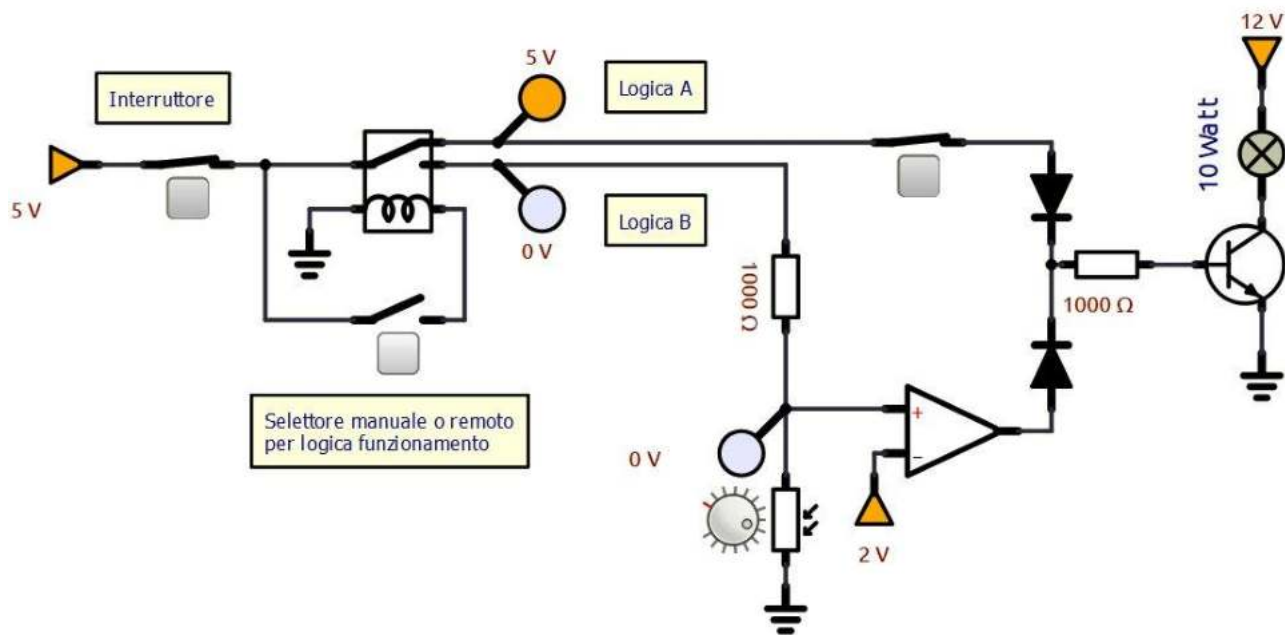 12 V
5 V
Interruttore
Logica A
10 Watt
5 V
Logica B
0 V
1000 Ω
1000 Ω
Selettore manuale o remoto
per logica funzionamento
0 V
+
−
2 V